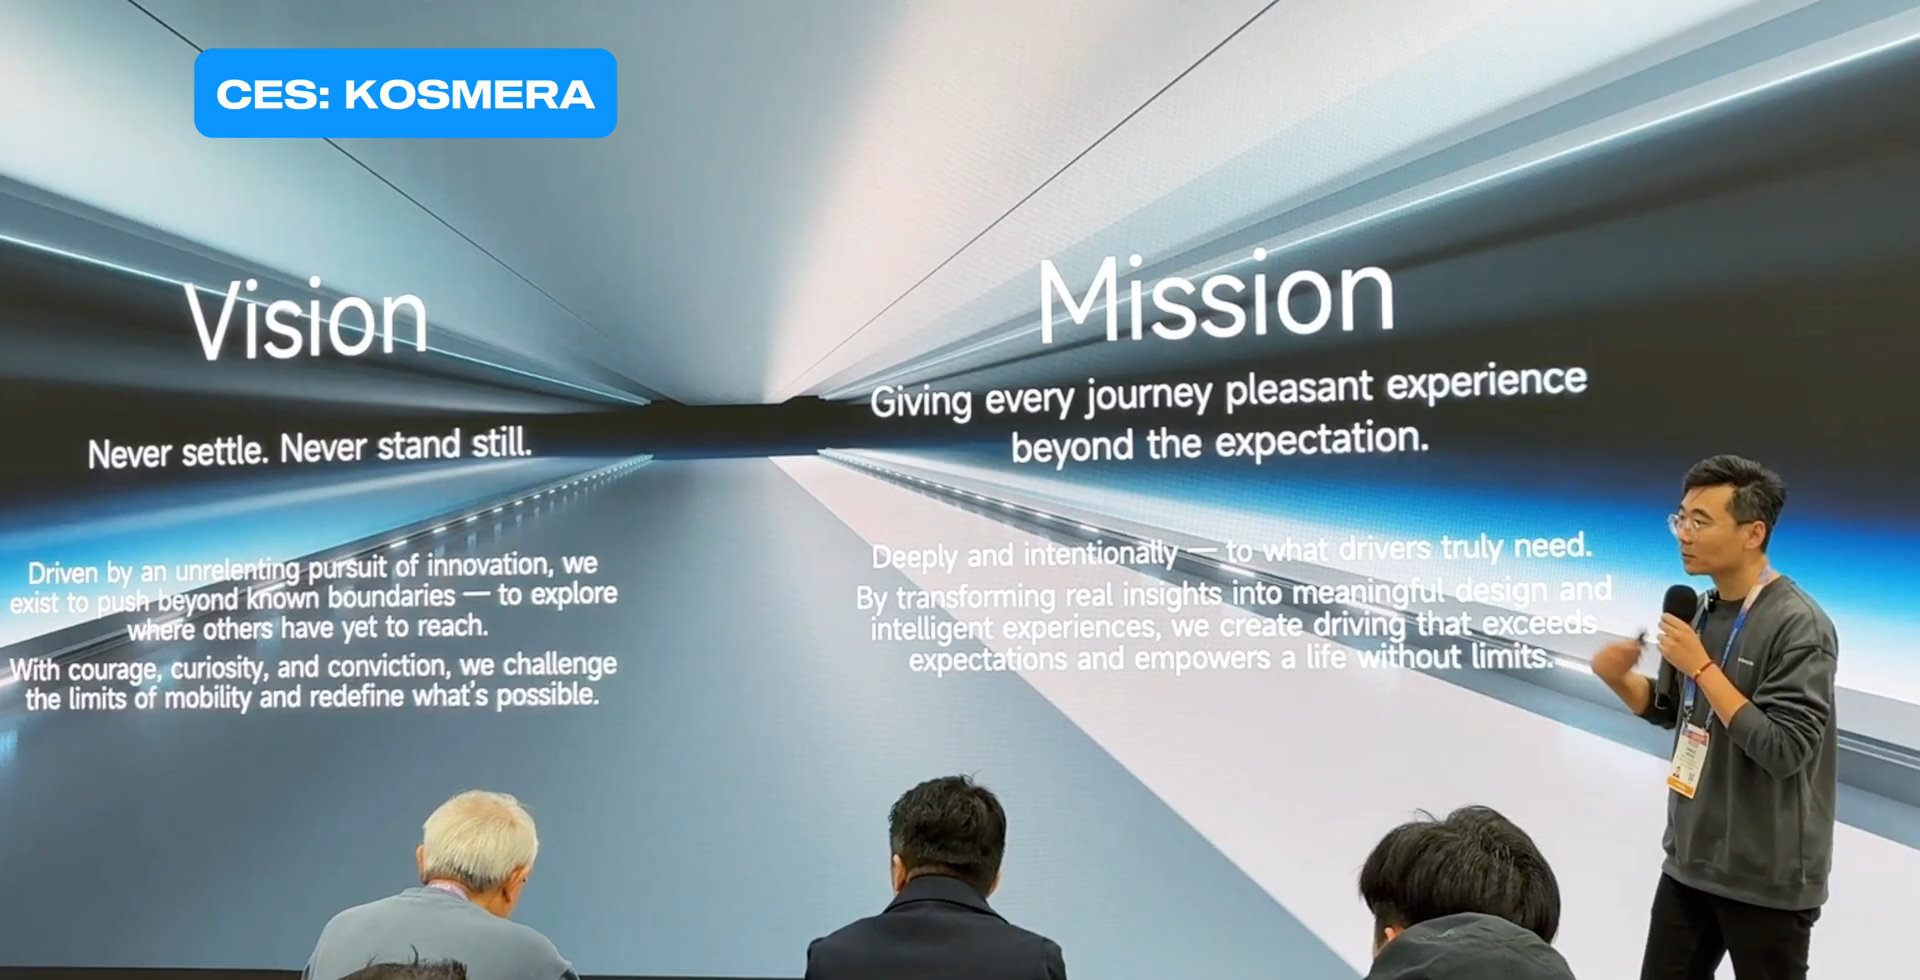 CES: KOSMERA
Vision
Never settle. Never stand still.
Driven by an unrelenting pursuit of innovation, we
exist to push beyond known boundaries — to explore
where others have yet to reach.
With courage, curiosity, and conviction, we challenge
the limits of mobility and redefine what's possible.
Mission
Giving every journey pleasant experience
beyond the expectation.
Deeply and intentionally — to what drivers truly need.
By transforming real insights into meaningful design and
intelligent experiences, we create driving that exceeds
expectations and empowers a life without limits.